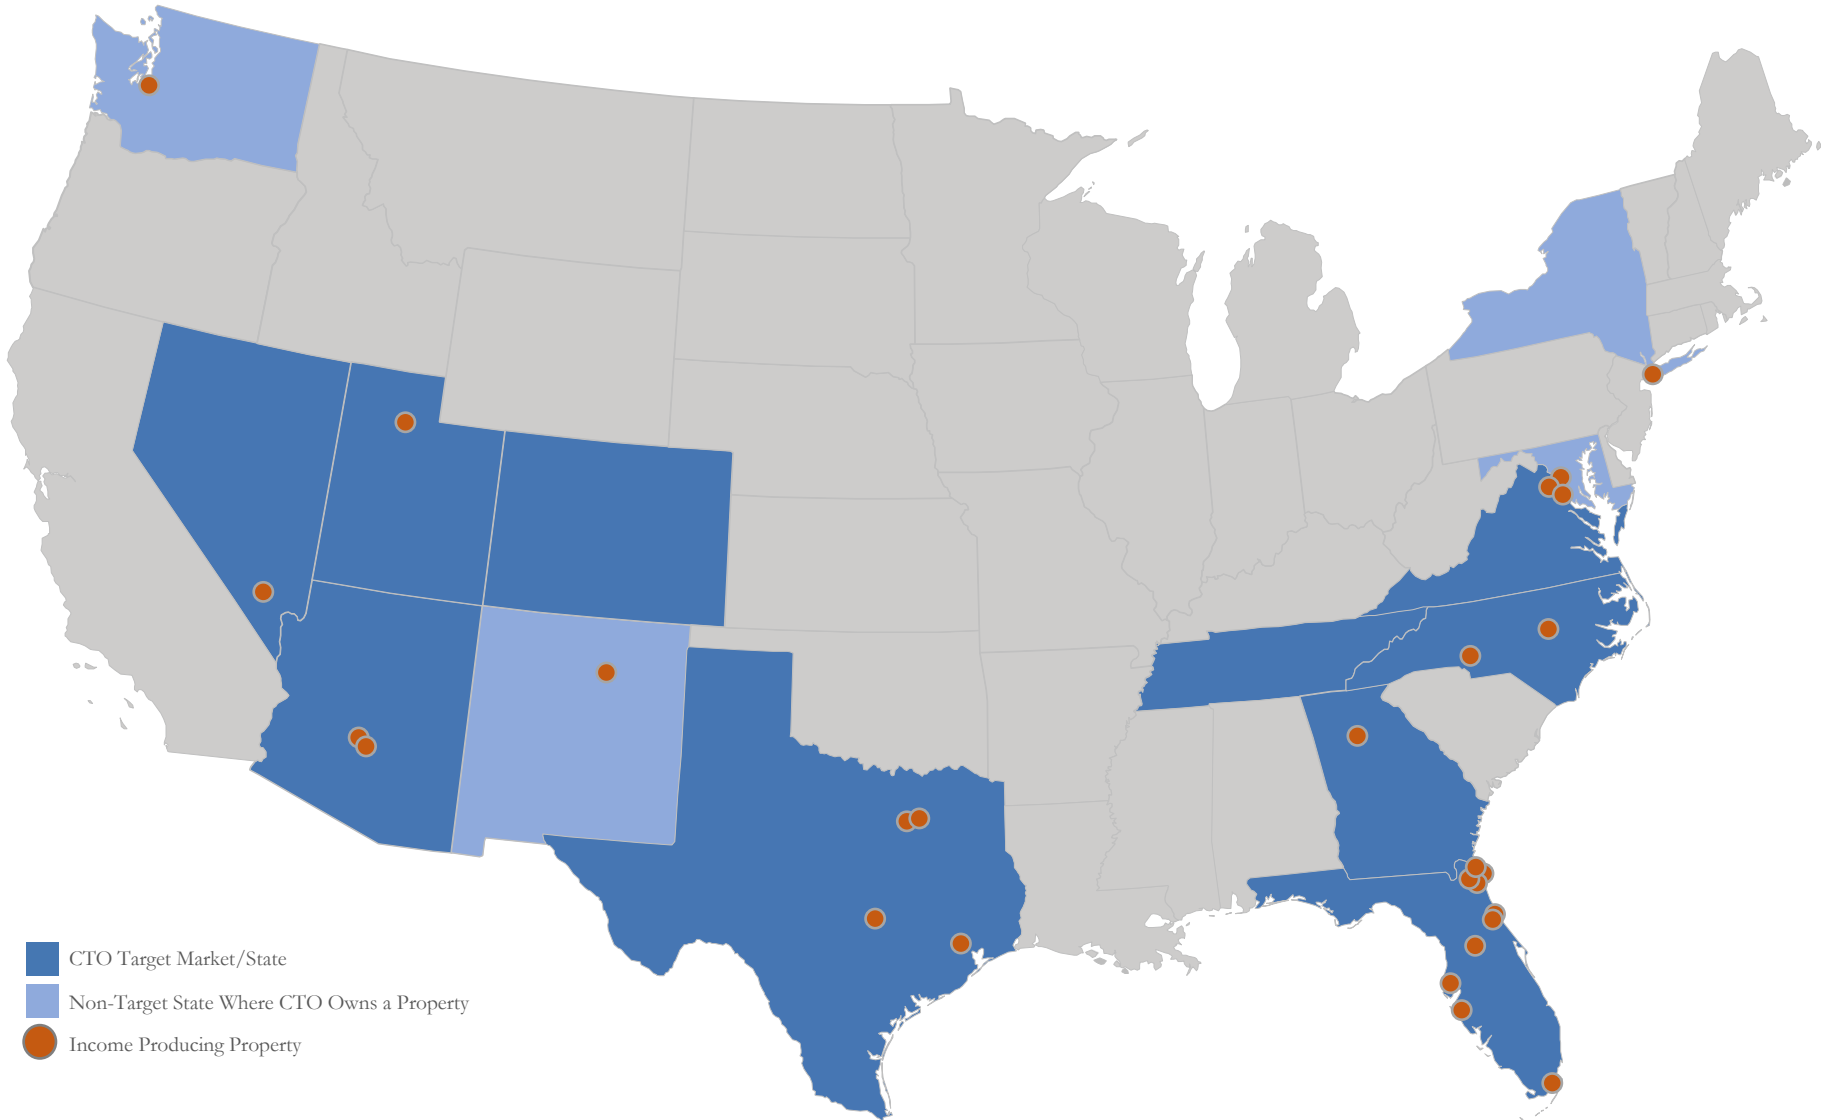 CTO Target Market/State
Non-Target State Where CTO Owns a Property
Income Producing Property